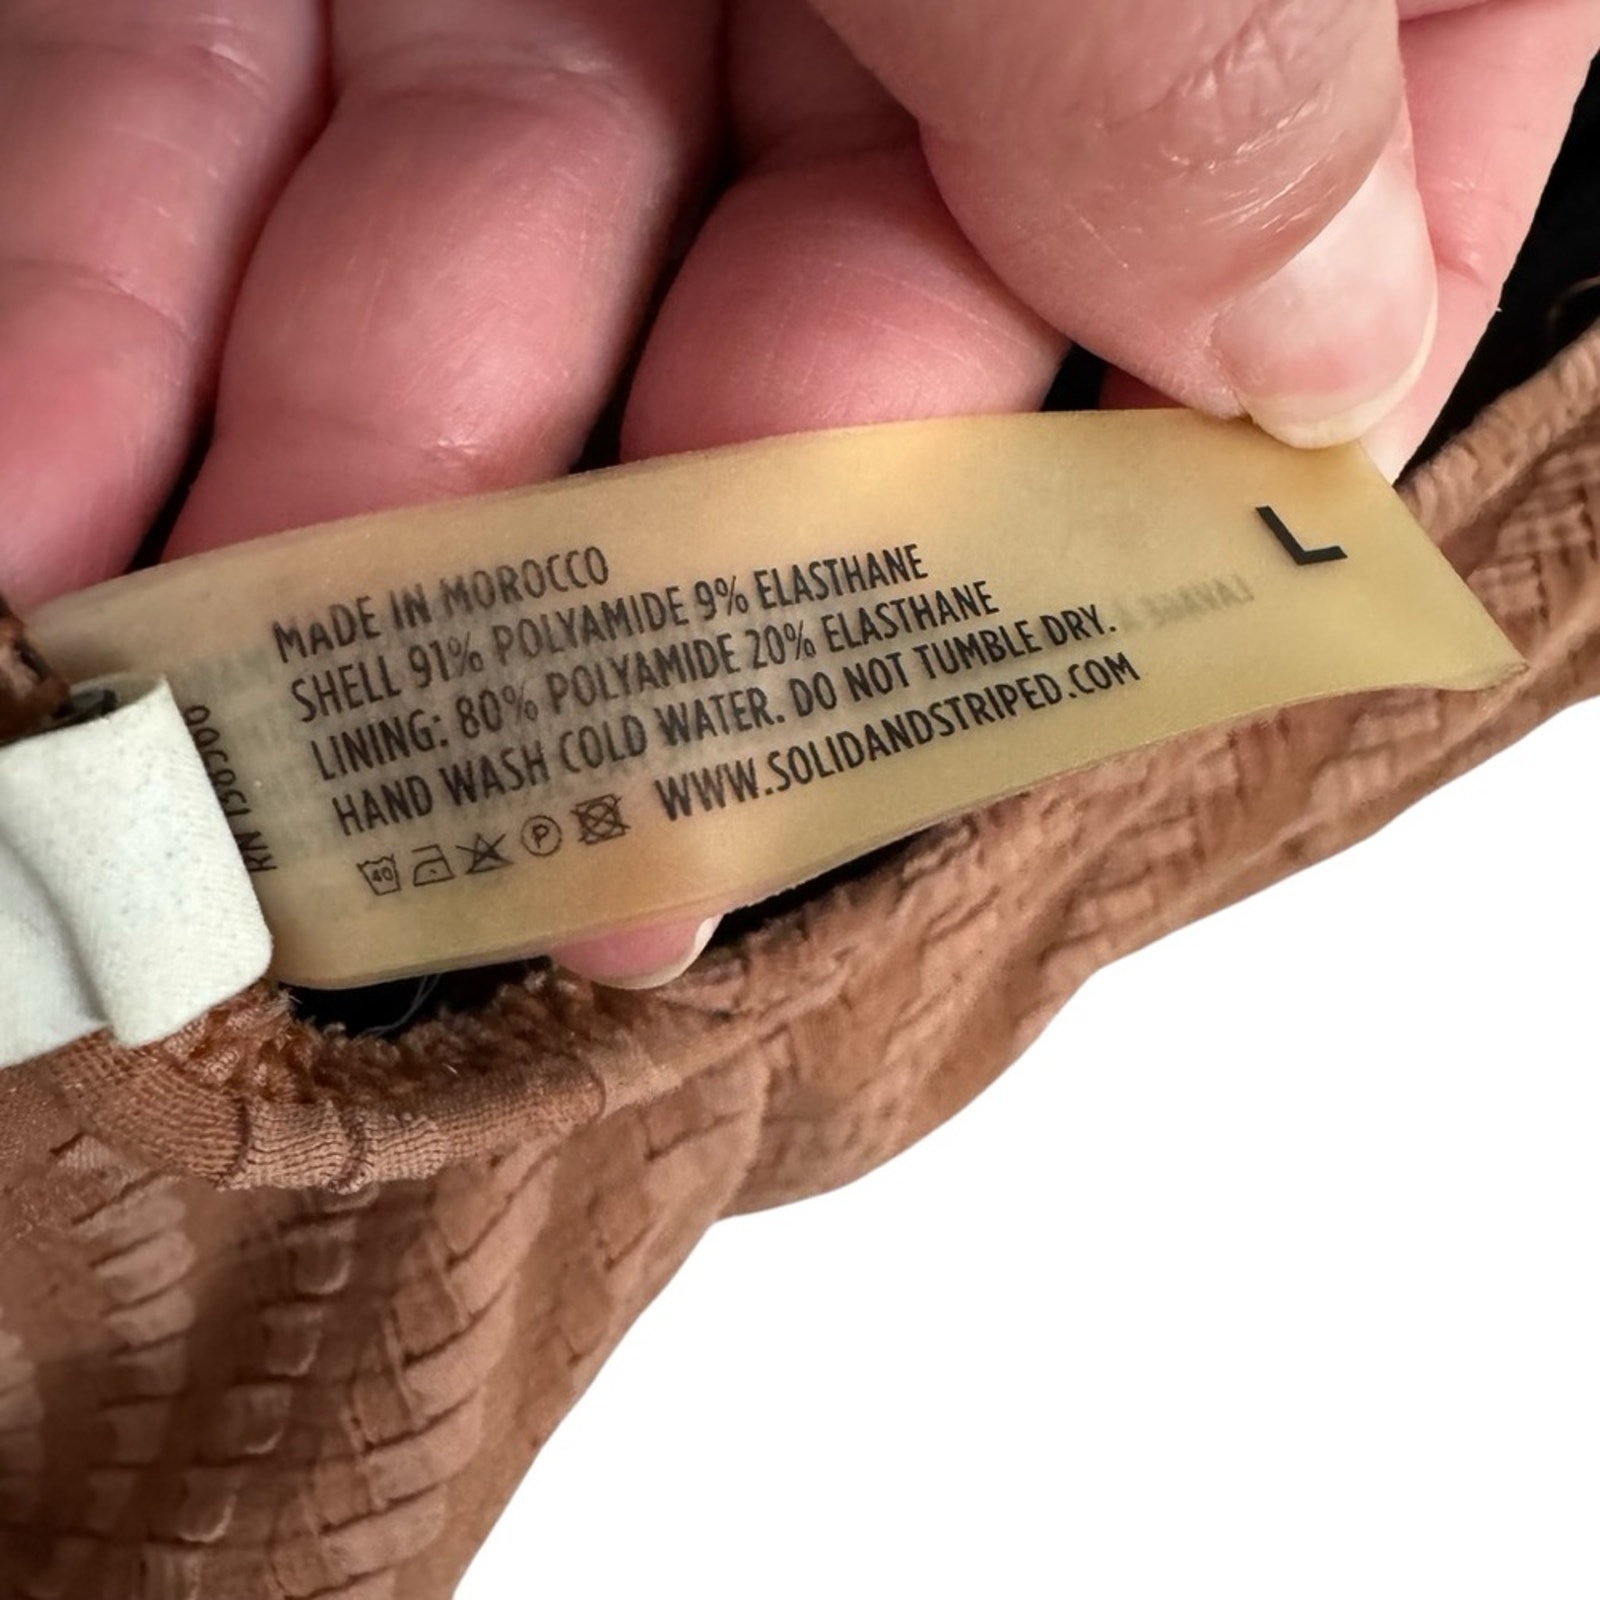 L
MADE IN MOROCCO
SHELL 91% POLYAMIDE 9% ELASTHANE
LINING: 80% POLYAMIDE 20% ELASTHANE
HAND WASH COLD WATER. DO NOT TUMBLE DRY.
40 P WWW.SOLIDANDSTRIPED.COM
RN